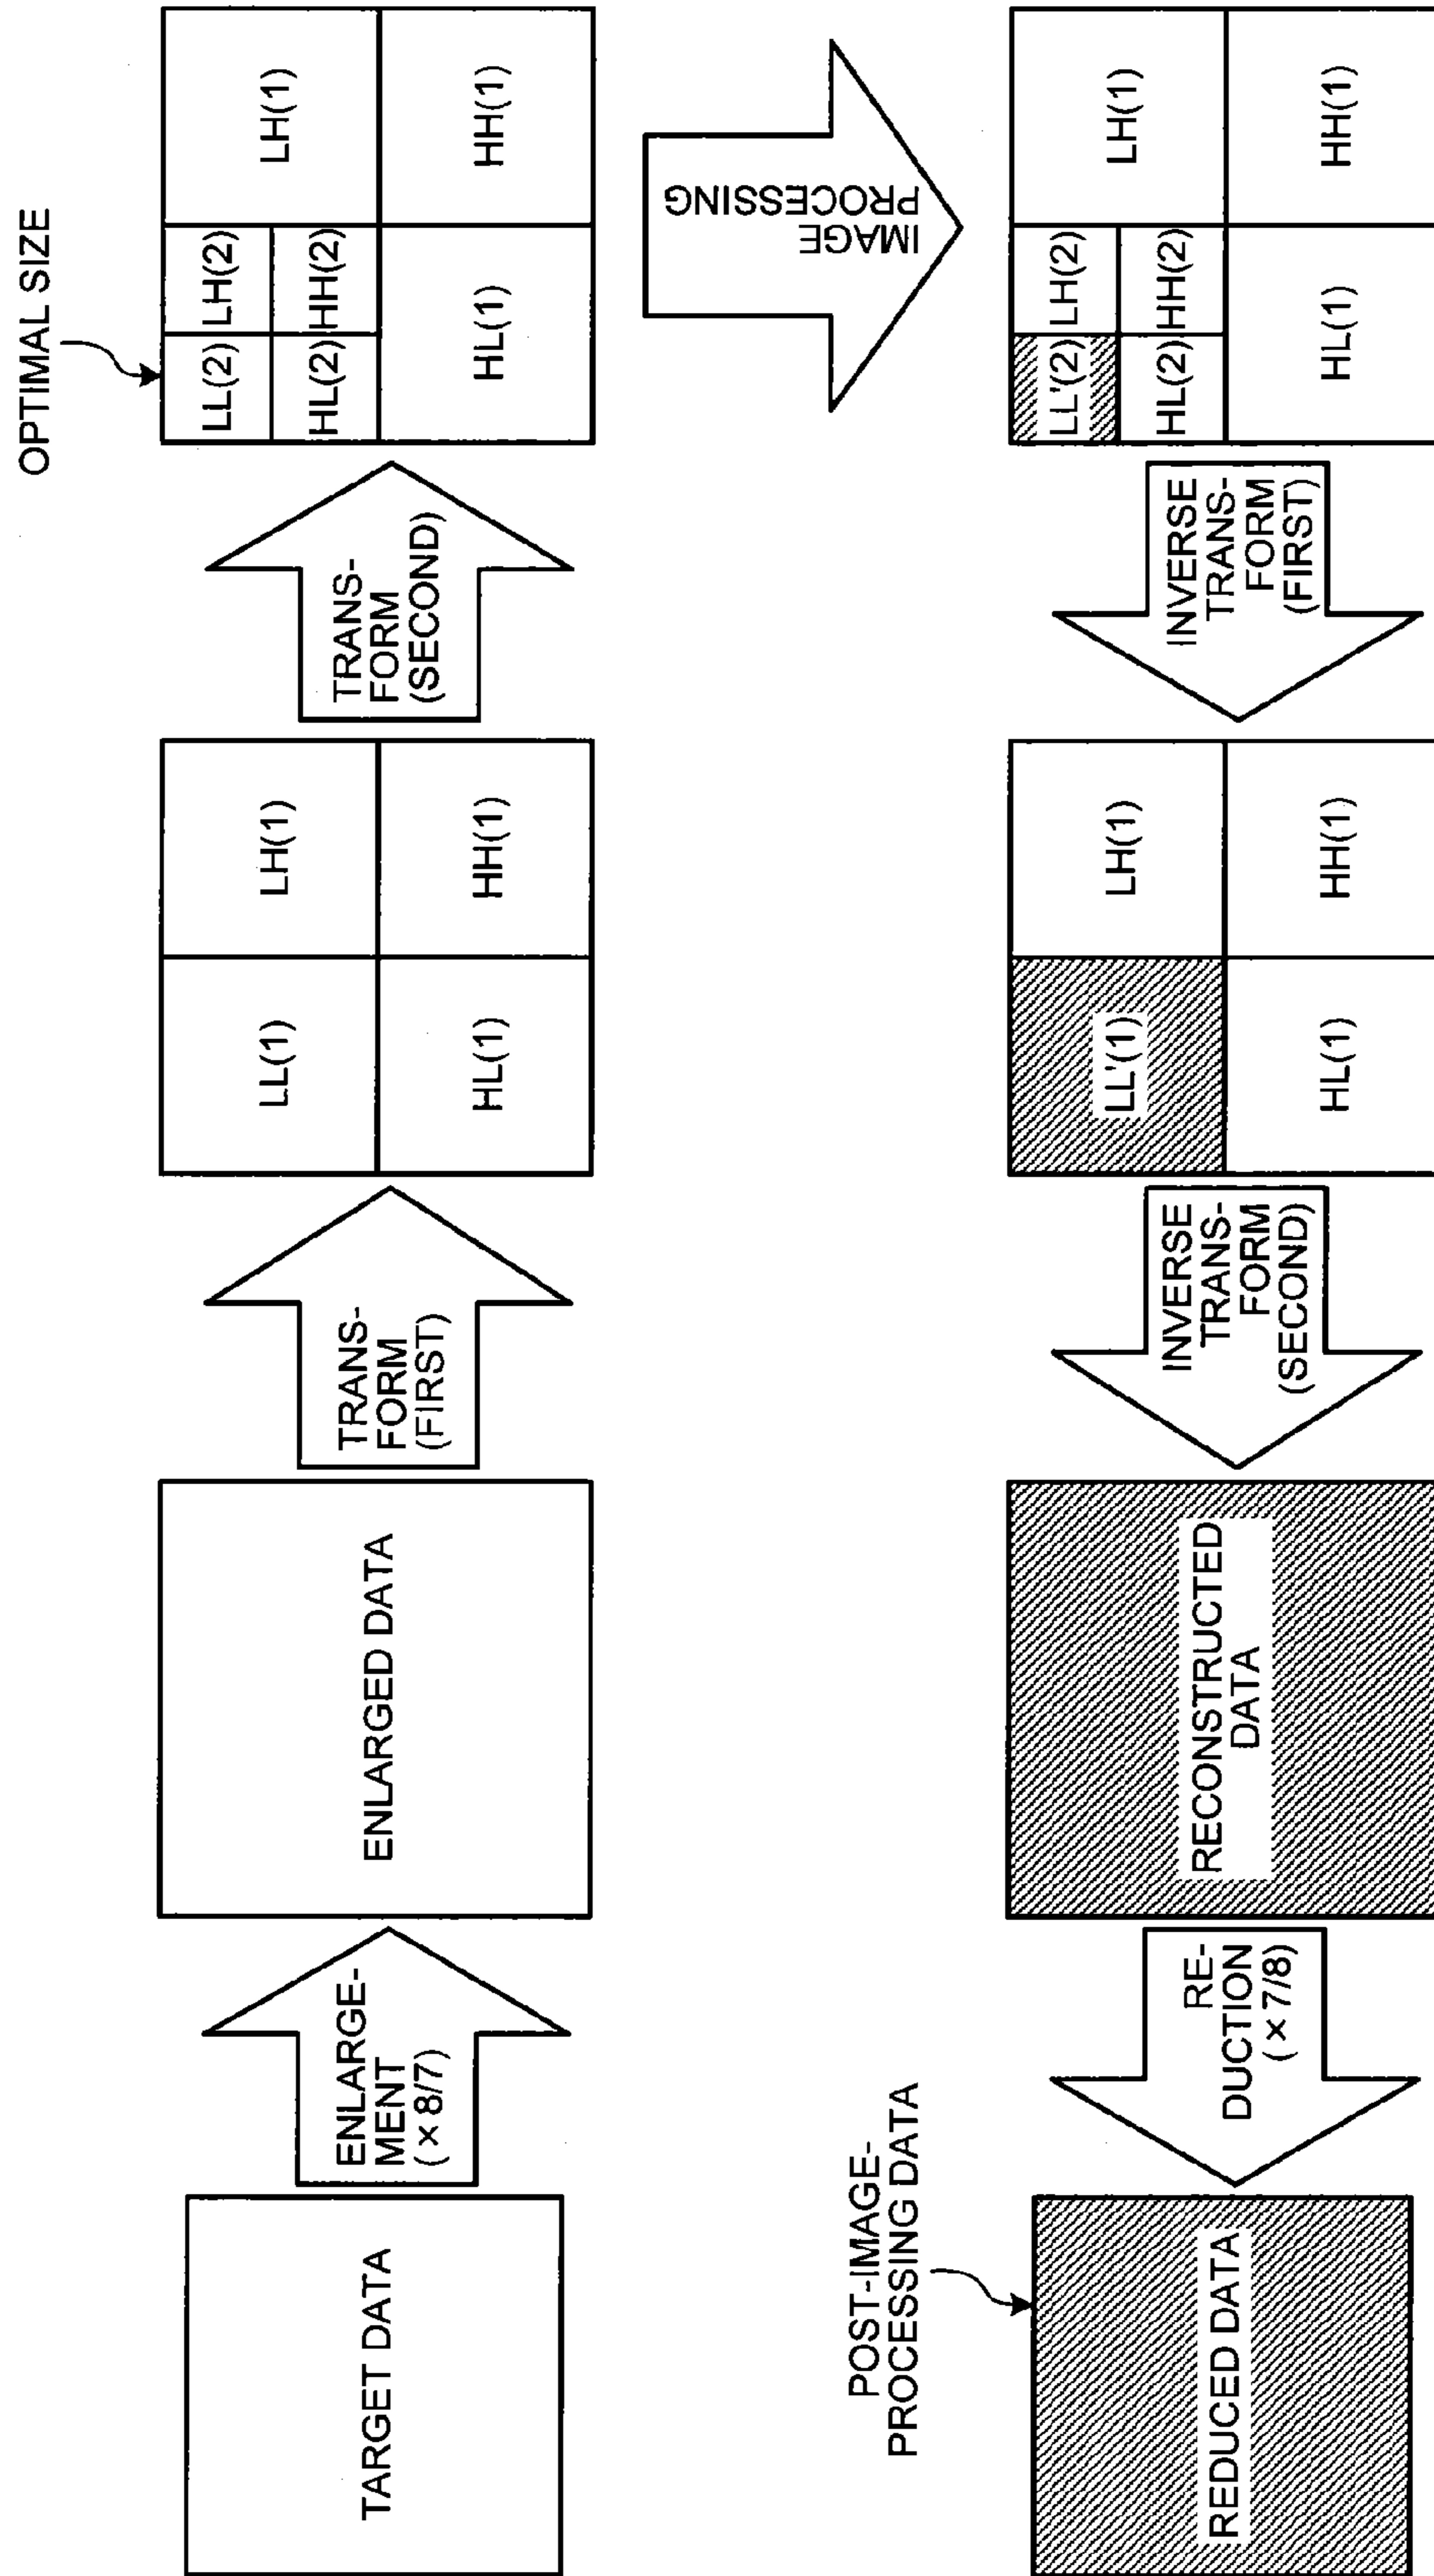 TARGET DATA
ENLARGE-
MENT
(×8/7)
ENLARGED DATA
TRANS-
FORM
(FIRST)
LL(1)
LH(1)
HL(1)
HH(1)
TRANS-
FORM
(SECOND)
OPTIMAL SIZE
LL(2)
LH(2)
LH(1)
HL(2)
HH(2)
HL(1)
HH(1)
IMAGE
PROCESSING
LL'(2)
LH(2)
LH(1)
HL(2)
HH(2)
HL(1)
HH(1)
INVERSE
TRANS-
FORM
(FIRST)
LL'(1)
LH(1)
HL(1)
HH(1)
INVERSE
TRANS-
FORM
(SECOND)
RECONSTRUCTED
DATA
RE-
DUCTION
(×7/8)
POST-IMAGE-
PROCESSING DATA
REDUCED DATA